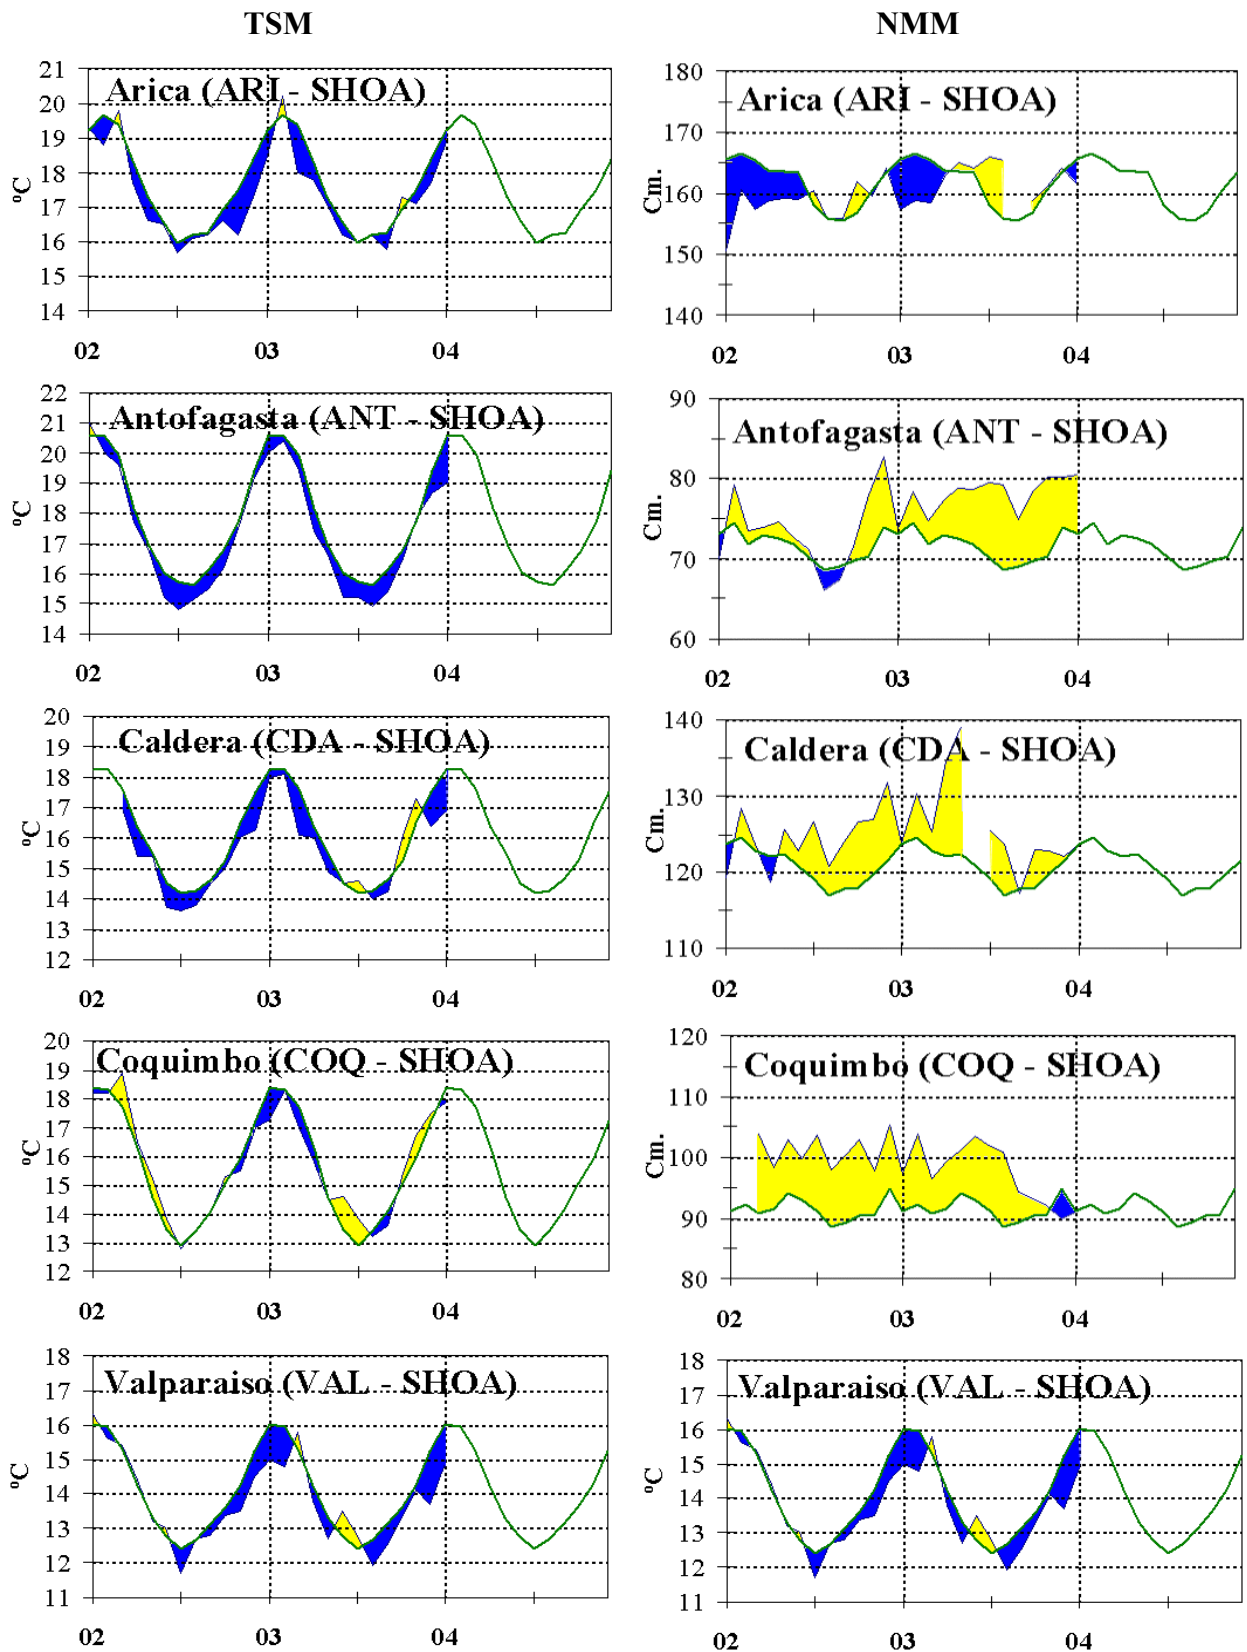 TSM
NMM
Arica (ARI - SHOA)
ºC
21
20
19
18
17
16
15
14
02 03 04
Arica (ARI - SHOA)
Cm.
180
170
160
150
140
02 03 04
Antofagasta (ANT - SHOA)
ºC
22
21
20
19
18
17
16
15
14
02 03 04
Antofagasta (ANT - SHOA)
Cm.
90
80
70
60
02 03 04
Caldera (CDA - SHOA)
ºC
20
19
18
17
16
15
14
13
12
02 03 04
Caldera (CDA - SHOA)
Cm.
140
130
120
110
02 03 04
Coquimbo (COQ - SHOA)
ºC
20
19
18
17
16
15
14
13
12
02 03 04
Coquimbo (COQ - SHOA)
Cm.
120
110
100
90
80
02 03 04
Valparaiso (VAL - SHOA)
ºC
18
17
16
15
14
13
12
11
02 03 04
Valparaiso (VAL - SHOA)
ºC
18
17
16
15
14
13
12
11
02 03 04